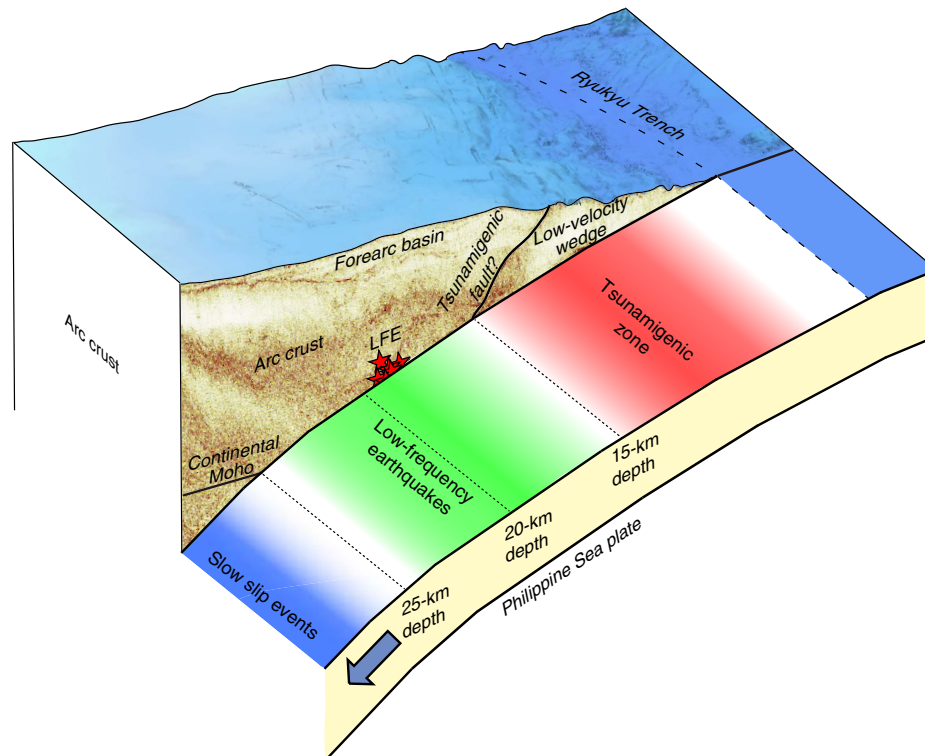 Ryukyu Trench
Forearc basin
Tsunamigenic
fault?
Low-velocity
wedge
Arc crust
Arc crust
LFE
Tsunamigenic
zone
Continental
Moho
Low-frequency
earthquakes
15-km
depth
20-km
depth
Slow slip events
25-km
depth
Philippine Sea plate